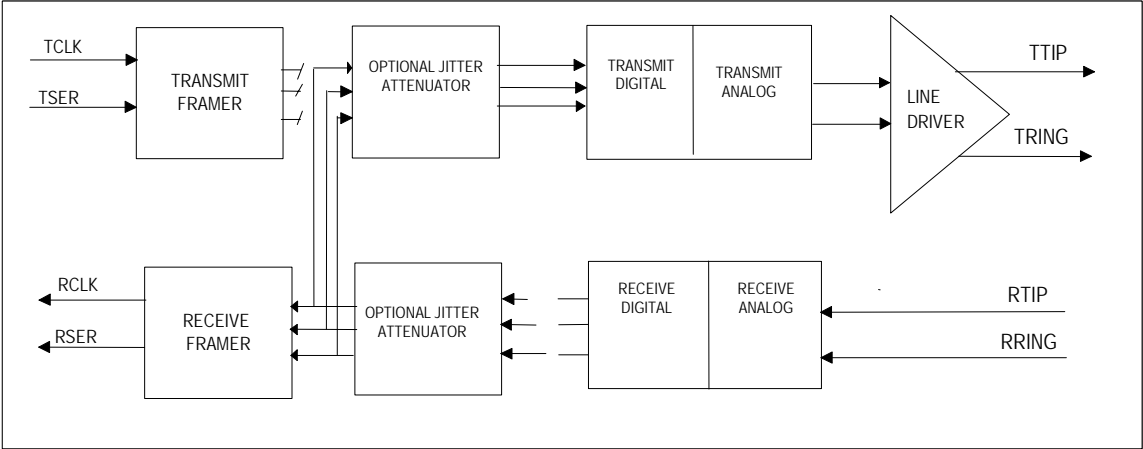 TCLK
TSER
TRANSMIT
FRAMER
OPTIONAL JITTER
ATTENUATOR
TRANSMIT
DIGITAL
TRANSMIT
ANALOG
LINE
DRIVER
TTIP
TRING
RCLK
RSER
RECEIVE
FRAMER
OPTIONAL JITTER
ATTENUATOR
RECEIVE
DIGITAL
RECEIVE
ANALOG
RTIP
RRING